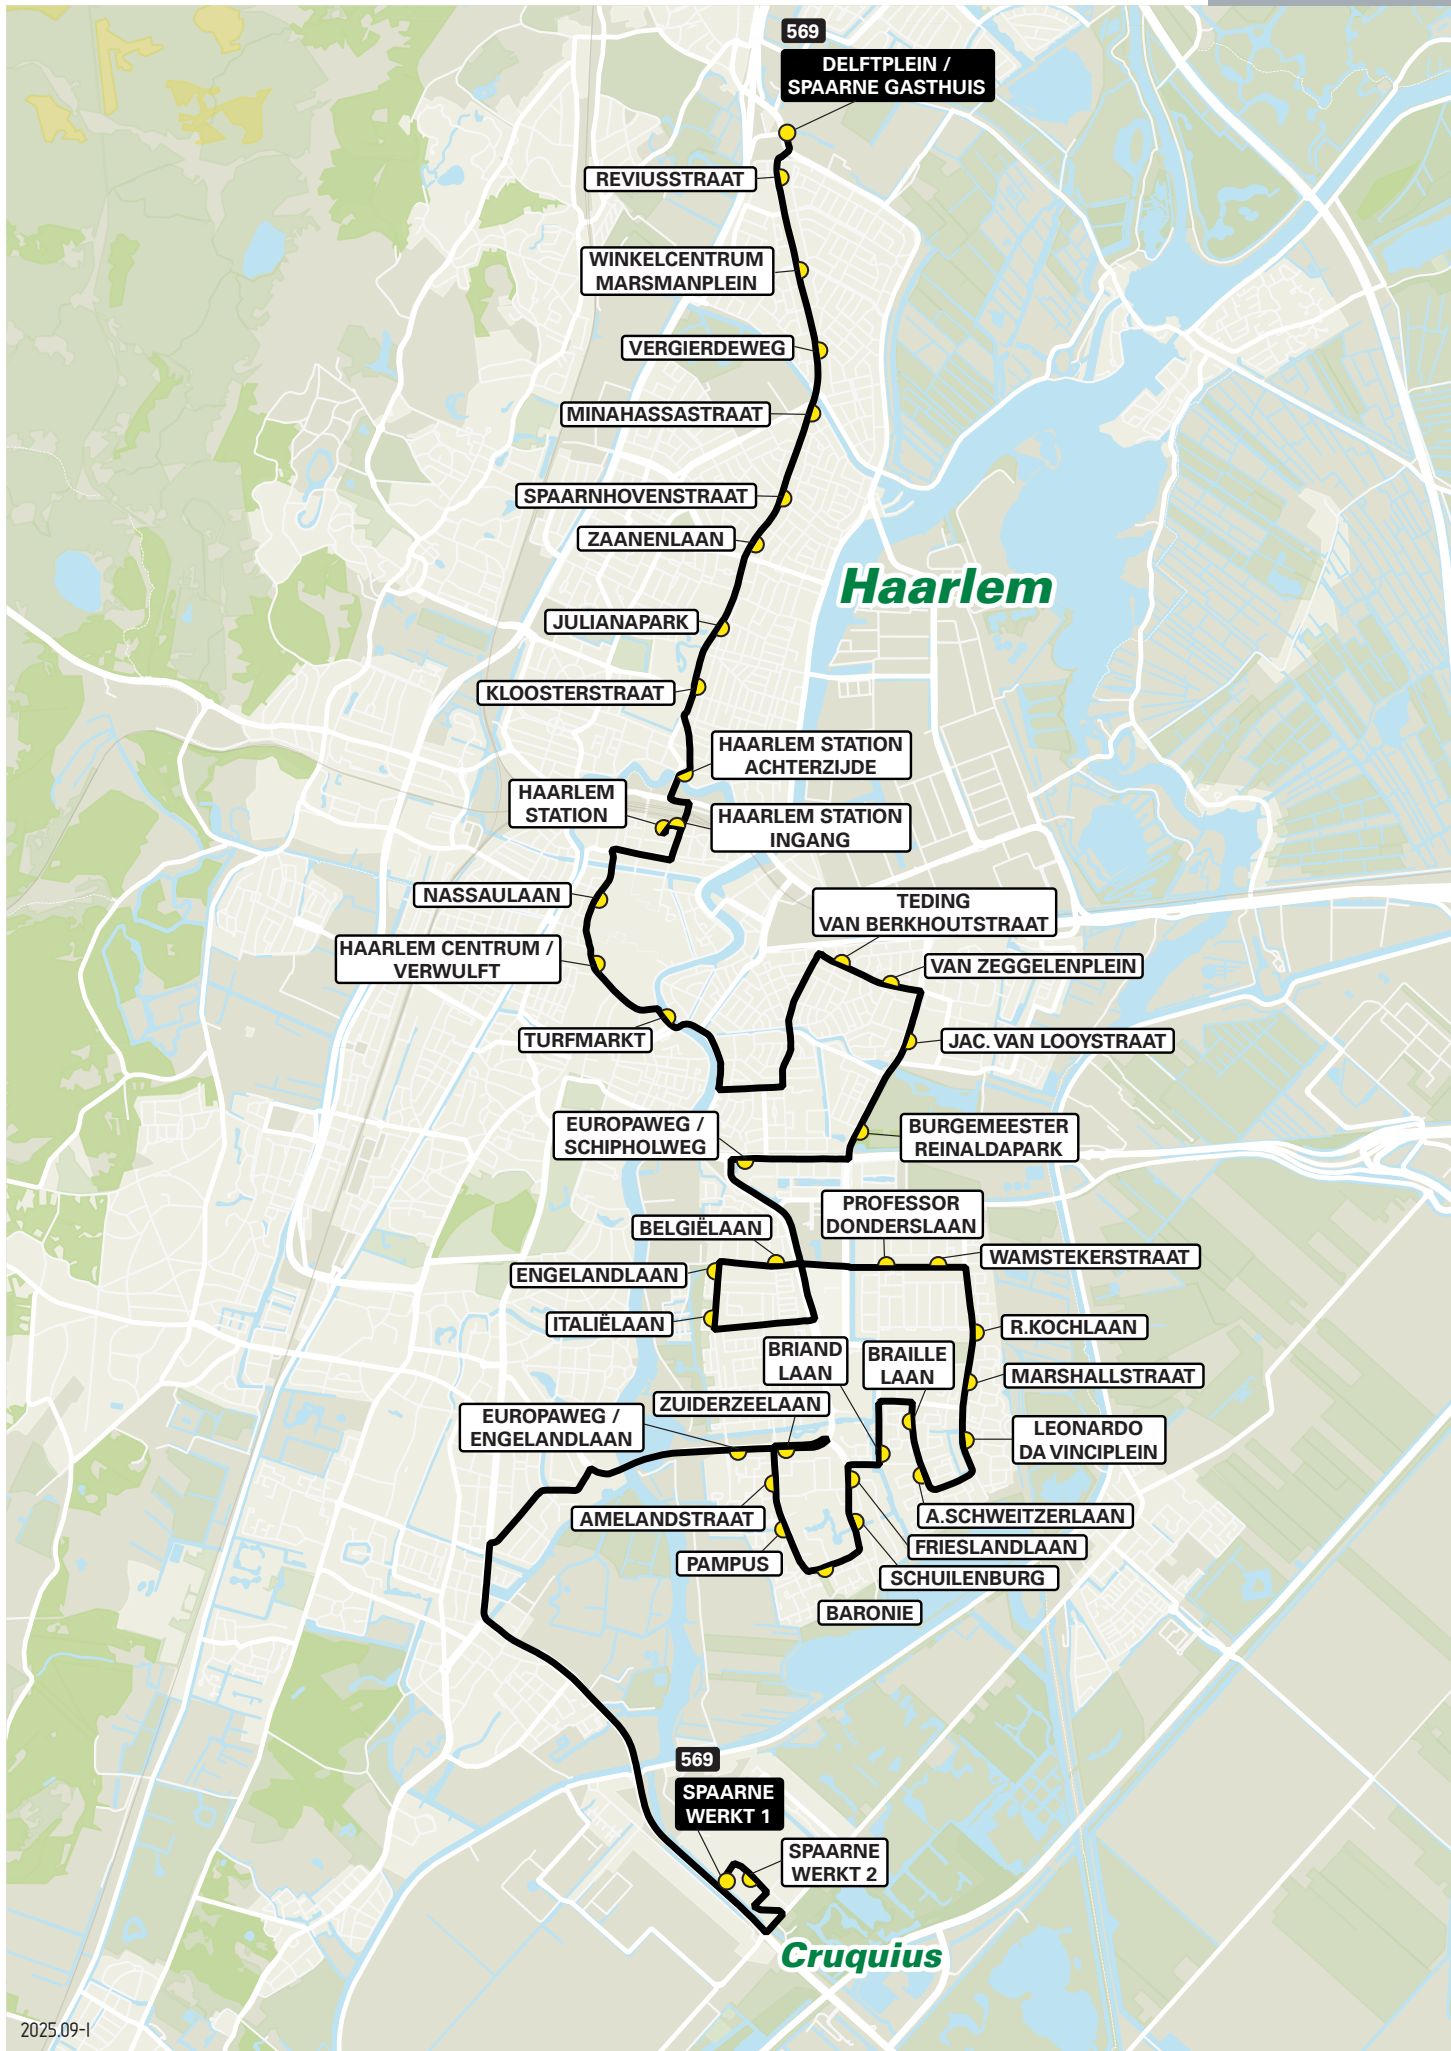 569
DELFTPLEIN /
SPAARNE GASTHUIS
REVIUSSTRAAT
WINKELCENTRUM
MARSMANPLEIN
VERGIERDEWEG
MINAHASSASTRAAT
SPAARNHOVENSTRAAT
ZAANENLAAN
Haarlem
JULIANAPARK
KLOOSTERSTRAAT
HAARLEM STATION
ACHTERZIJDE
HAARLEM
STATION
HAARLEM STATION
INGANG
NASSAULAAN
TEDING
VAN BERKHOUTSTRAAT
HAARLEM CENTRUM /
VERWULFT
VAN ZEGGELENPLEIN
TURFMARKT
JAC. VAN LOOYSTRAAT
EUROPAWEG /
SCHIPHOLWEG
BURGEMEESTER
REINALDAPARK
PROFESSOR
DONDERSLAAN
BELGIËLAAN
WAMSTEKERSTRAAT
ENGELANDLAAN
ITALIËLAAN
R.KOCHLAAN
BRIAND
LAAN
BRAILLE
LAAN
MARSHALLSTRAAT
ZUIDERZEELAAN
EUROPAWEG /
ENGELANDLAAN
LEONARDO
DA VINCIPLEIN
AMELANDSTRAAT
A.SCHWEITZERLAAN
FRIESLANDLAAN
PAMPUS
SCHUILENBURG
BARONIE
569
SPAARNE
WERKT 1
SPAARNE
WERKT 2
Cruquius
2025.09-I